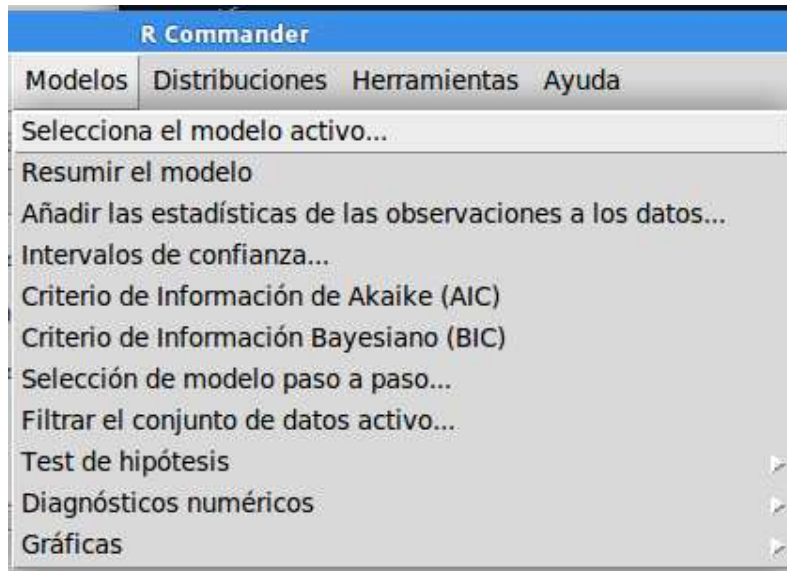 R Commander
Modelos Distribuciones Herramientas Ayuda
Selecciona el modelo activo...
Resumir el modelo
Añadir las estadísticas de las observaciones a los datos...
Intervalos de confianza...
Criterio de Información de Akaike (AIC)
Criterio de Información Bayesiano (BIC)
Selección de modelo paso a paso...
Filtrar el conjunto de datos activo...
Test de hipótesis
Diagnósticos numéricos
Gráficas